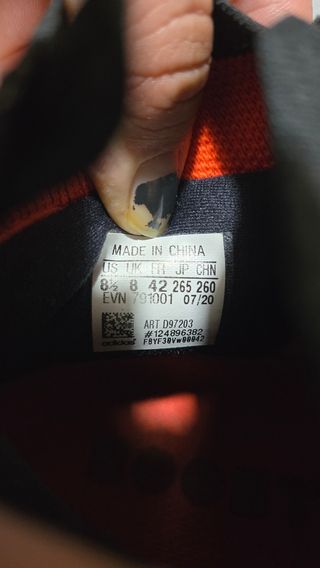 MADE IN CHINA
US UK FR JP CHN
8½ 8 42 265 260
EVN 791001 07/20
ART D97203
#124896382
adidas F8YF30Vw00042